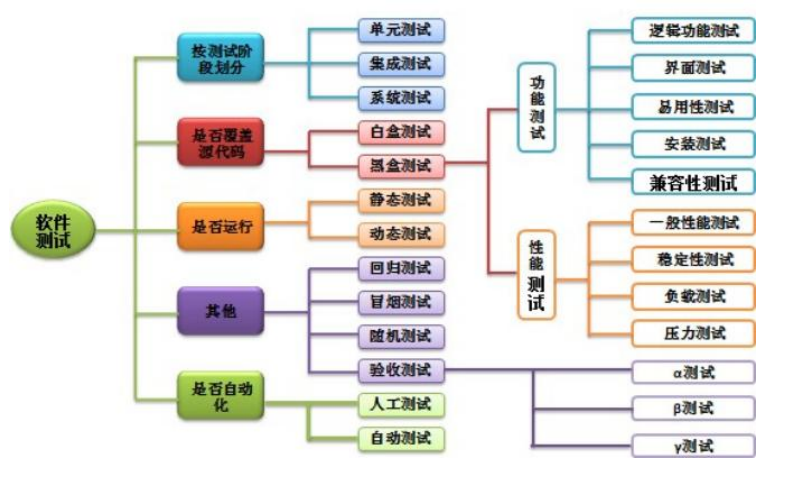 软件
测试
按测试阶
段划分
单元测试
集成测试
系统测试
是否覆盖
源代码
白盒测试
黑盒测试
功
能
测
试
逻辑功能测试
界面测试
易用性测试
安装测试
兼容性测试
性
能
测
试
一般性能测试
稳定性测试
负载测试
压力测试
是否运行
静态测试
动态测试
其他
回归测试
冒烟测试
随机测试
验收测试
α测试
β测试
γ测试
是否自动
化
人工测试
自动测试